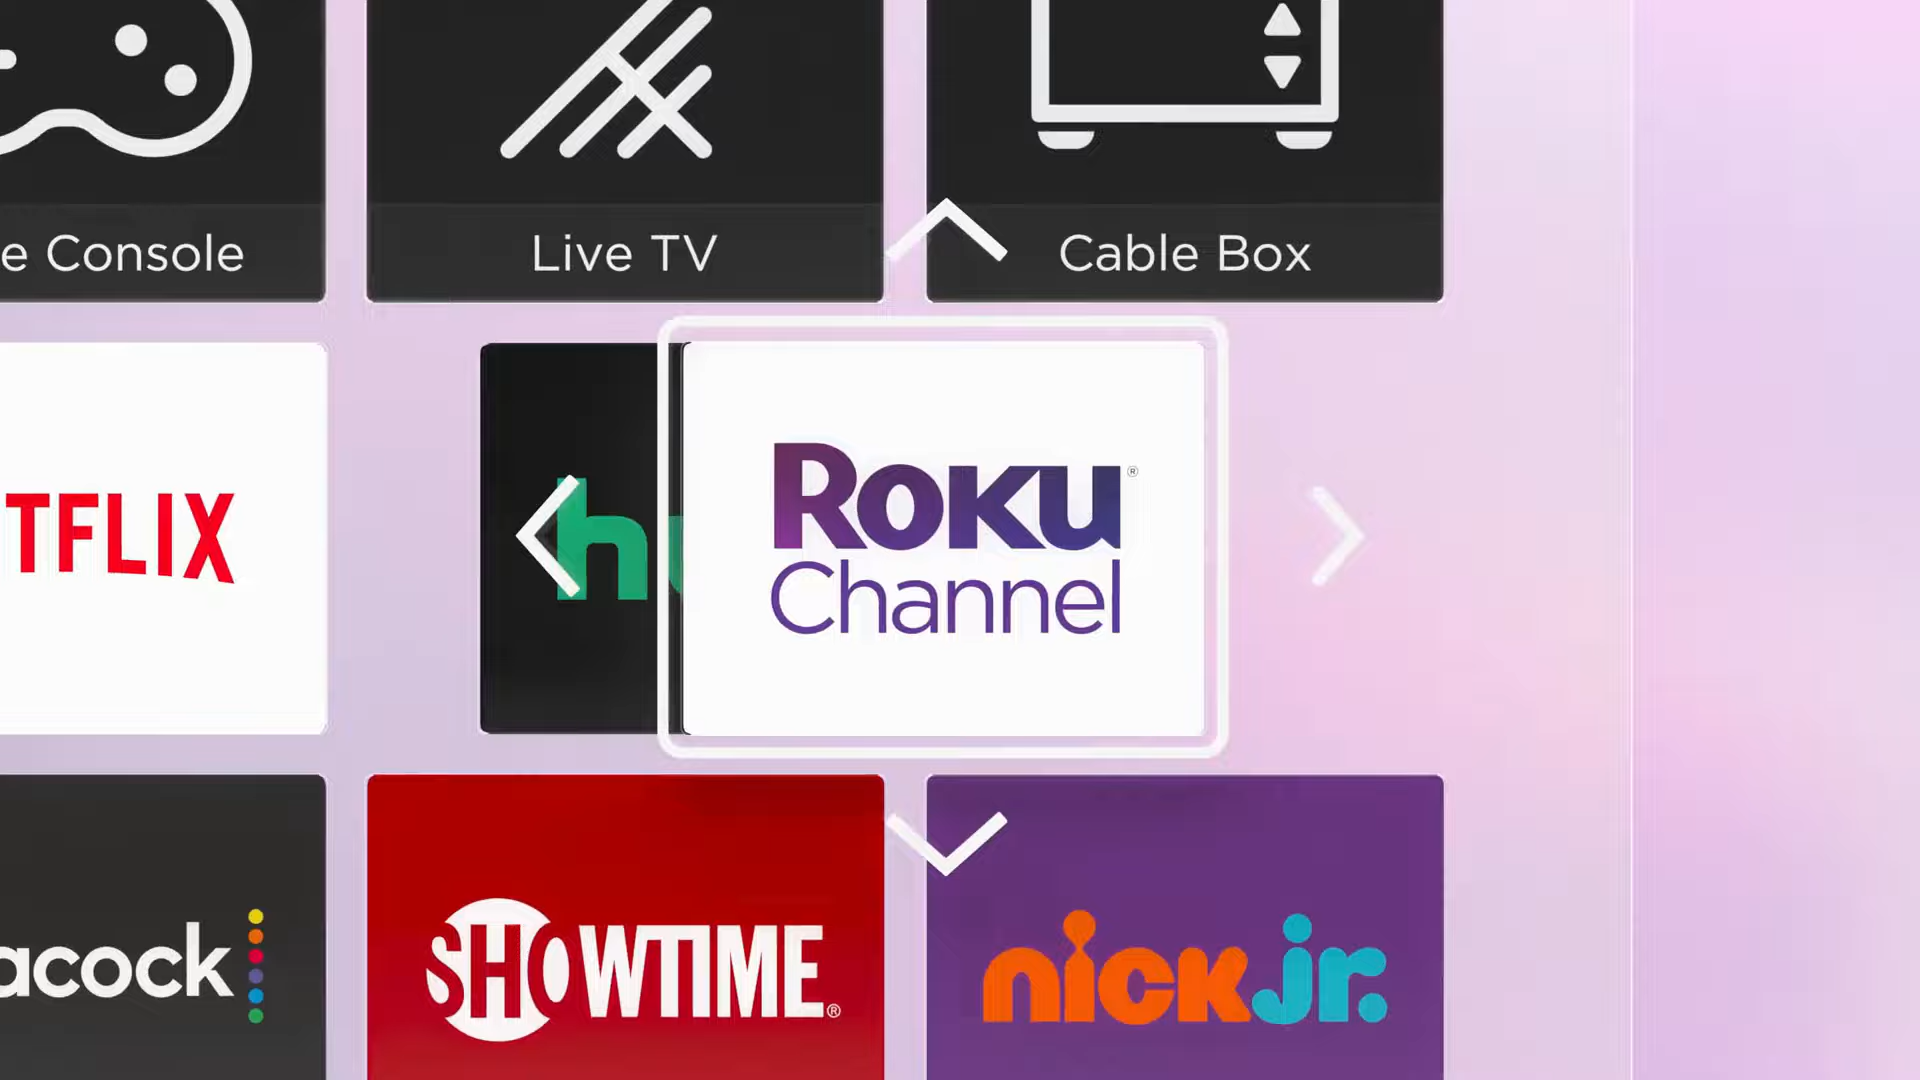 e Console
Live TV
Cable Box
TFLIX
h
ROKU®
Channel
acock
SHOWTIME®
nick jr.